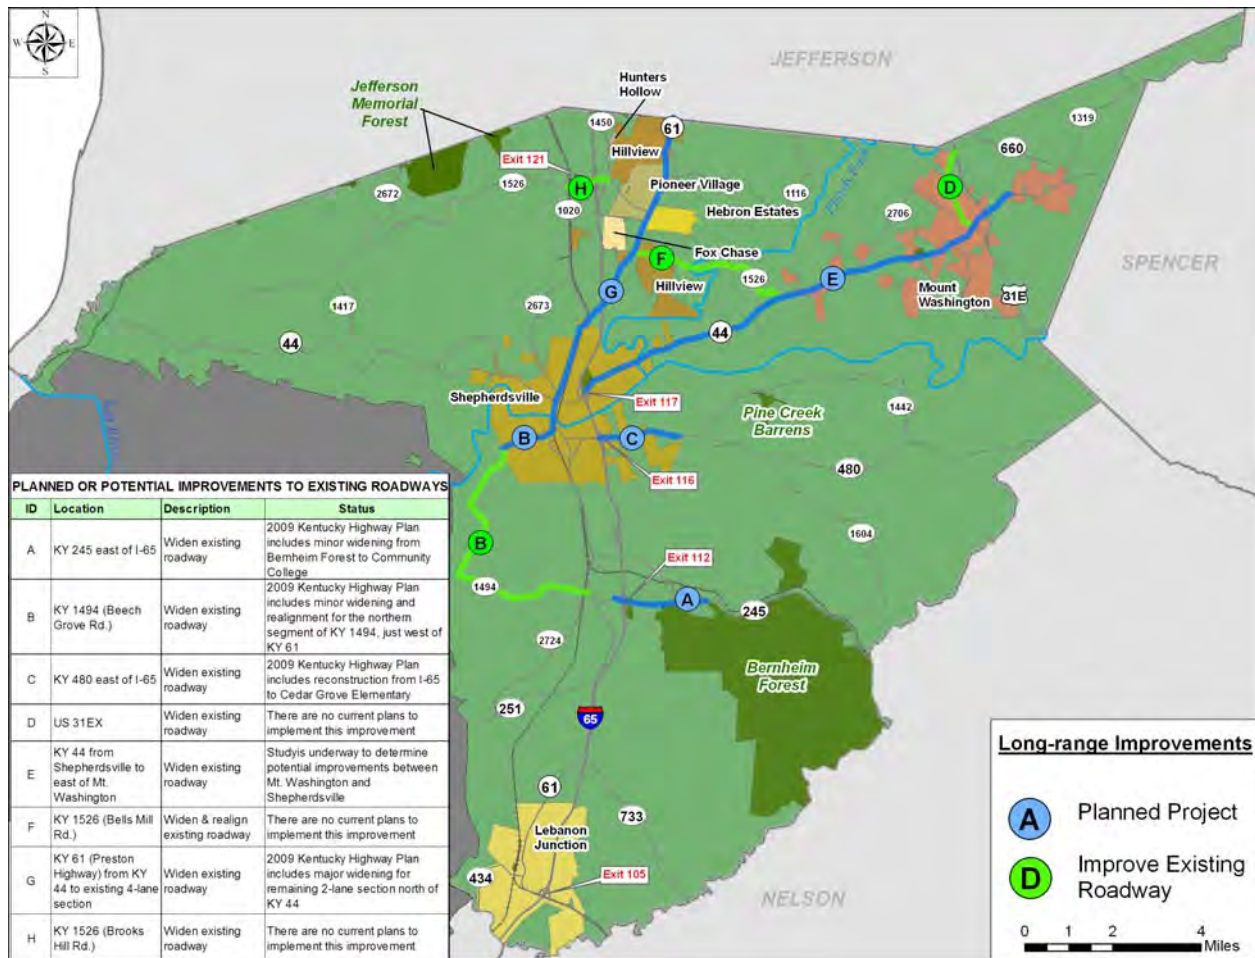 N
W E
S
JEFFERSON
Hunters
Hollow
Jefferson
Memorial
Forest
1450
61
1319
Hillview
660
Exit 121
H
2672
1526
1020
Pioneer Village
1116
D
2706
Hebron Estates
Fox Chase
F
1526
E
SPENCER
Hillview
G
Mount
Washington
31E
1417
2673
44
44
Shepherdsville
Exit 117
Pine Creek
Barrens
1442
B
C
480
Exit 116
B
1604
Exit 112
1494
A
245
2724
Bernheim
Forest
251
65
61
733
Lebanon
Junction
434
Exit 105
NELSON
PLANNED OR POTENTIAL IMPROVEMENTS TO EXISTING ROADWAYS
ID Location Description Status
A KY 245 east of I-65 Widen existing roadway 2009 Kentucky Highway Plan includes minor widening from Bernheim Forest to Community College
B KY 1494 (Beech Grove Rd.) Widen existing roadway 2009 Kentucky Highway Plan includes minor widening and realignment for the northern segment of KY 1494, just west of KY 61
C KY 480 east of I-65 Widen existing roadway 2009 Kentucky Highway Plan includes reconstruction from I-65 to Cedar Grove Elementary
D US 31EX Widen existing roadway There are no current plans to implement this improvement
E KY 44 from Shepherdsville to east of Mt. Washington Widen existing roadway Studyis underway to determine potential improvements between Mt. Washington and Shepherdsville
F KY 1526 (Bells Mill Rd.) Widen & realign existing roadway There are no current plans to implement this improvement
G KY 61 (Preston Highway) from KY 44 to existing 4-lane section Widen existing roadway 2009 Kentucky Highway Plan includes major widening for remaining 2-lane section north of KY 44
H KY 1526 (Brooks Hill Rd.) Widen existing roadway There are no current plans to implement this improvement
Long-range Improvements
A Planned Project
D Improve Existing
Roadway
0 1 2 4
Miles